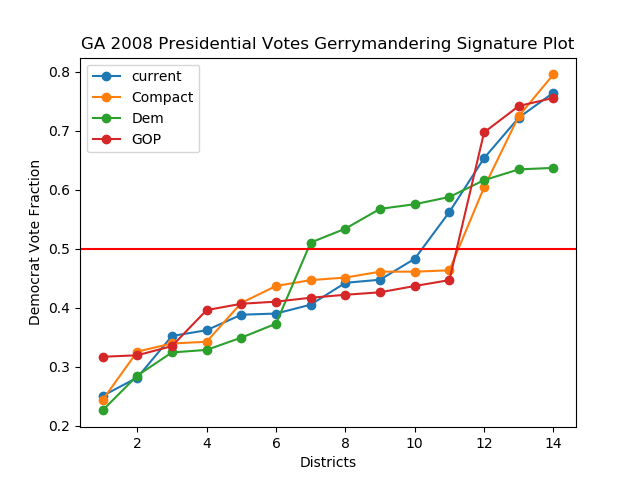 GA 2008 Presidential Votes Gerrymandering Signature Plot
current
Compact
Dem
GOP
Democrat Vote Fraction
0.8
0.7
0.6
0.5
0.4
0.3
0.2
2 4 6 8 10 12 14
Districts